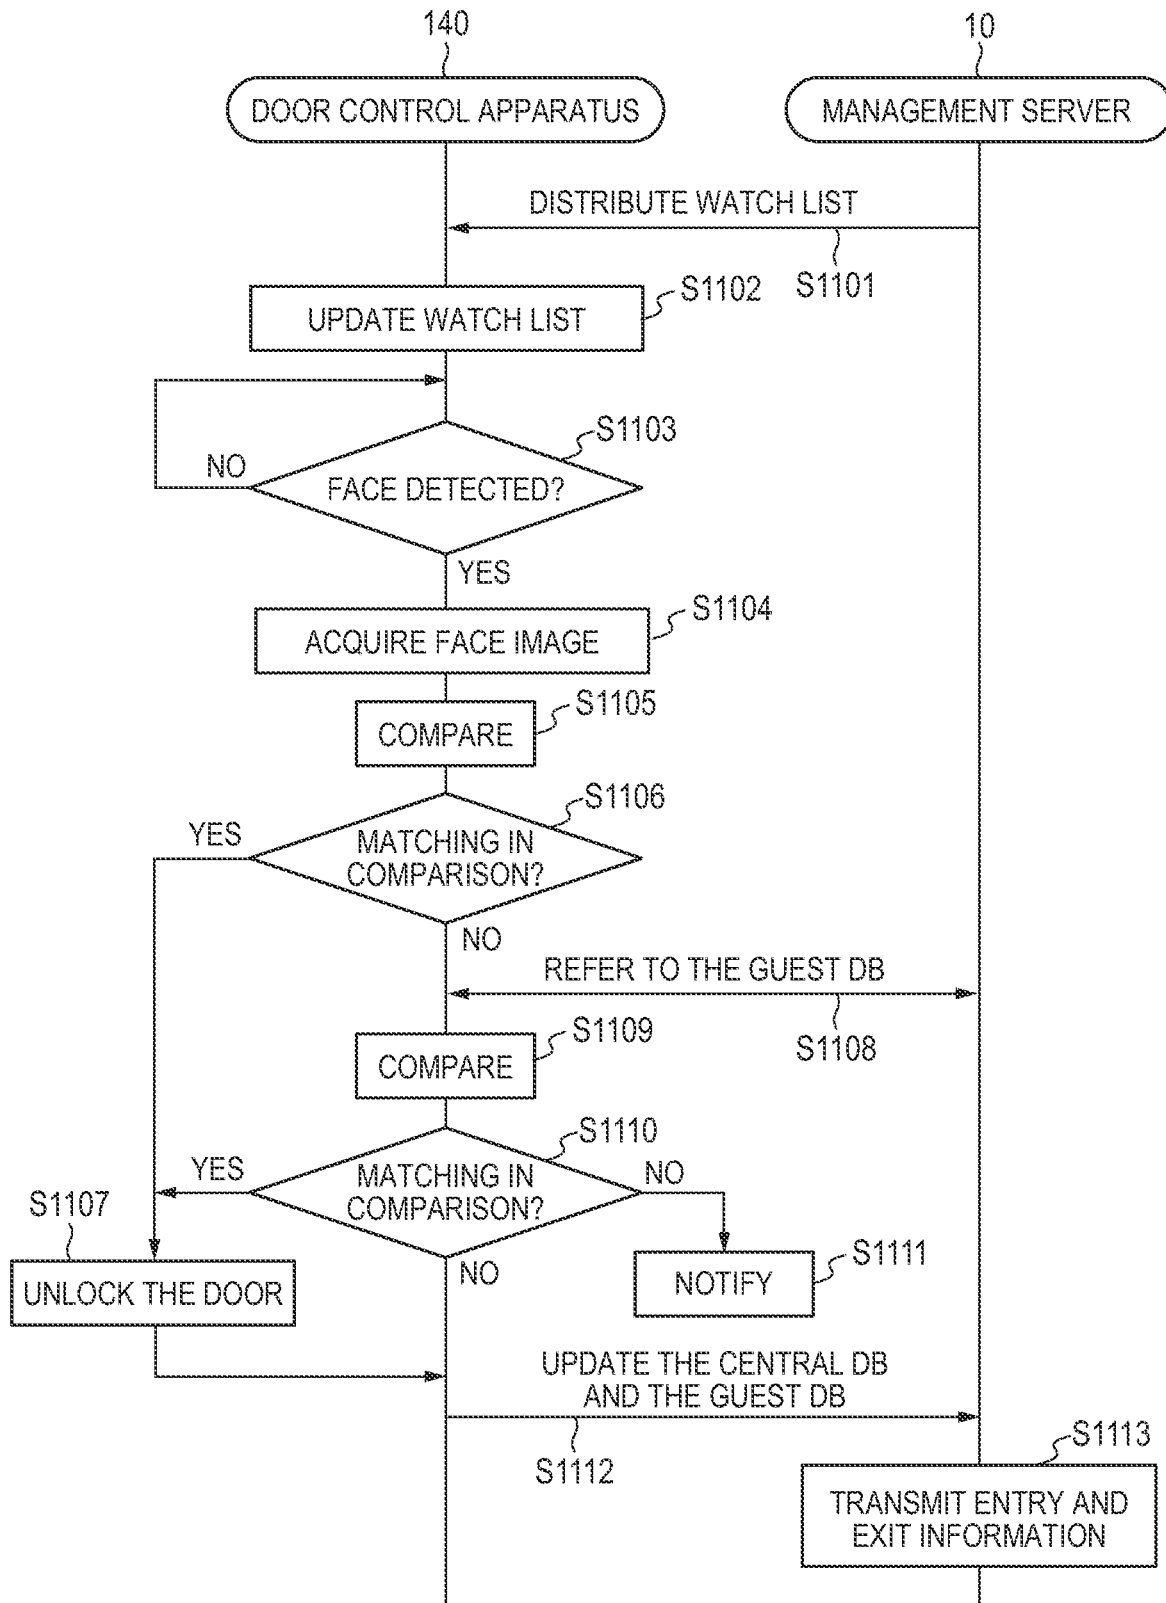 140
10
DOOR CONTROL APPARATUS
MANAGEMENT SERVER
DISTRIBUTE WATCH LIST
S1101
S1102
UPDATE WATCH LIST
S1103
NO
FACE DETECTED?
YES
S1104
ACQUIRE FACE IMAGE
S1105
COMPARE
S1106
YES
MATCHING IN
COMPARISON?
NO
REFER TO THE GUEST DB
S1108
S1109
COMPARE
S1110
YES
MATCHING IN
COMPARISON?
NO
S1107
UNLOCK THE DOOR
NO
S1111
NOTIFY
UPDATE THE CENTRAL DB
AND THE GUEST DB
S1112
S1113
TRANSMIT ENTRY AND
EXIT INFORMATION